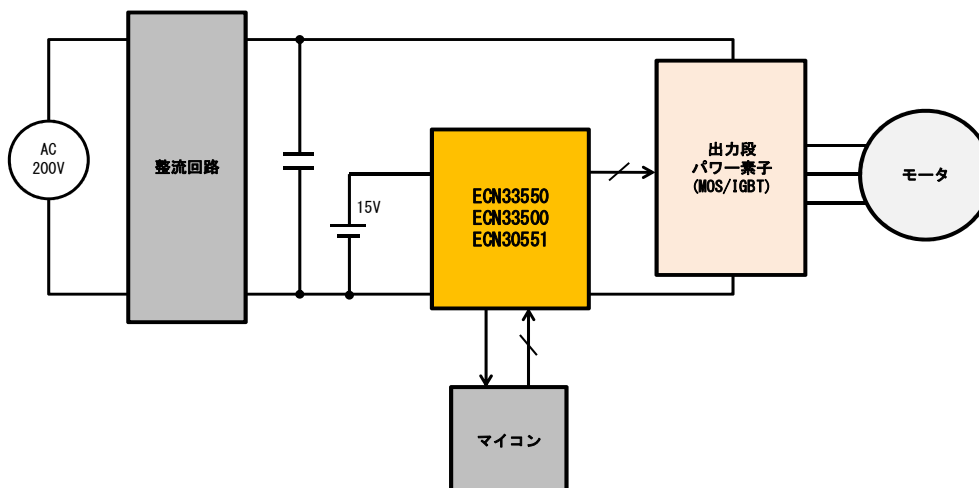 AC
200V
整流回路
15V
ECN33550
ECN33500
ECN30551
出力段
パワー素子
(MOS/IGBT)
モータ
マイコン